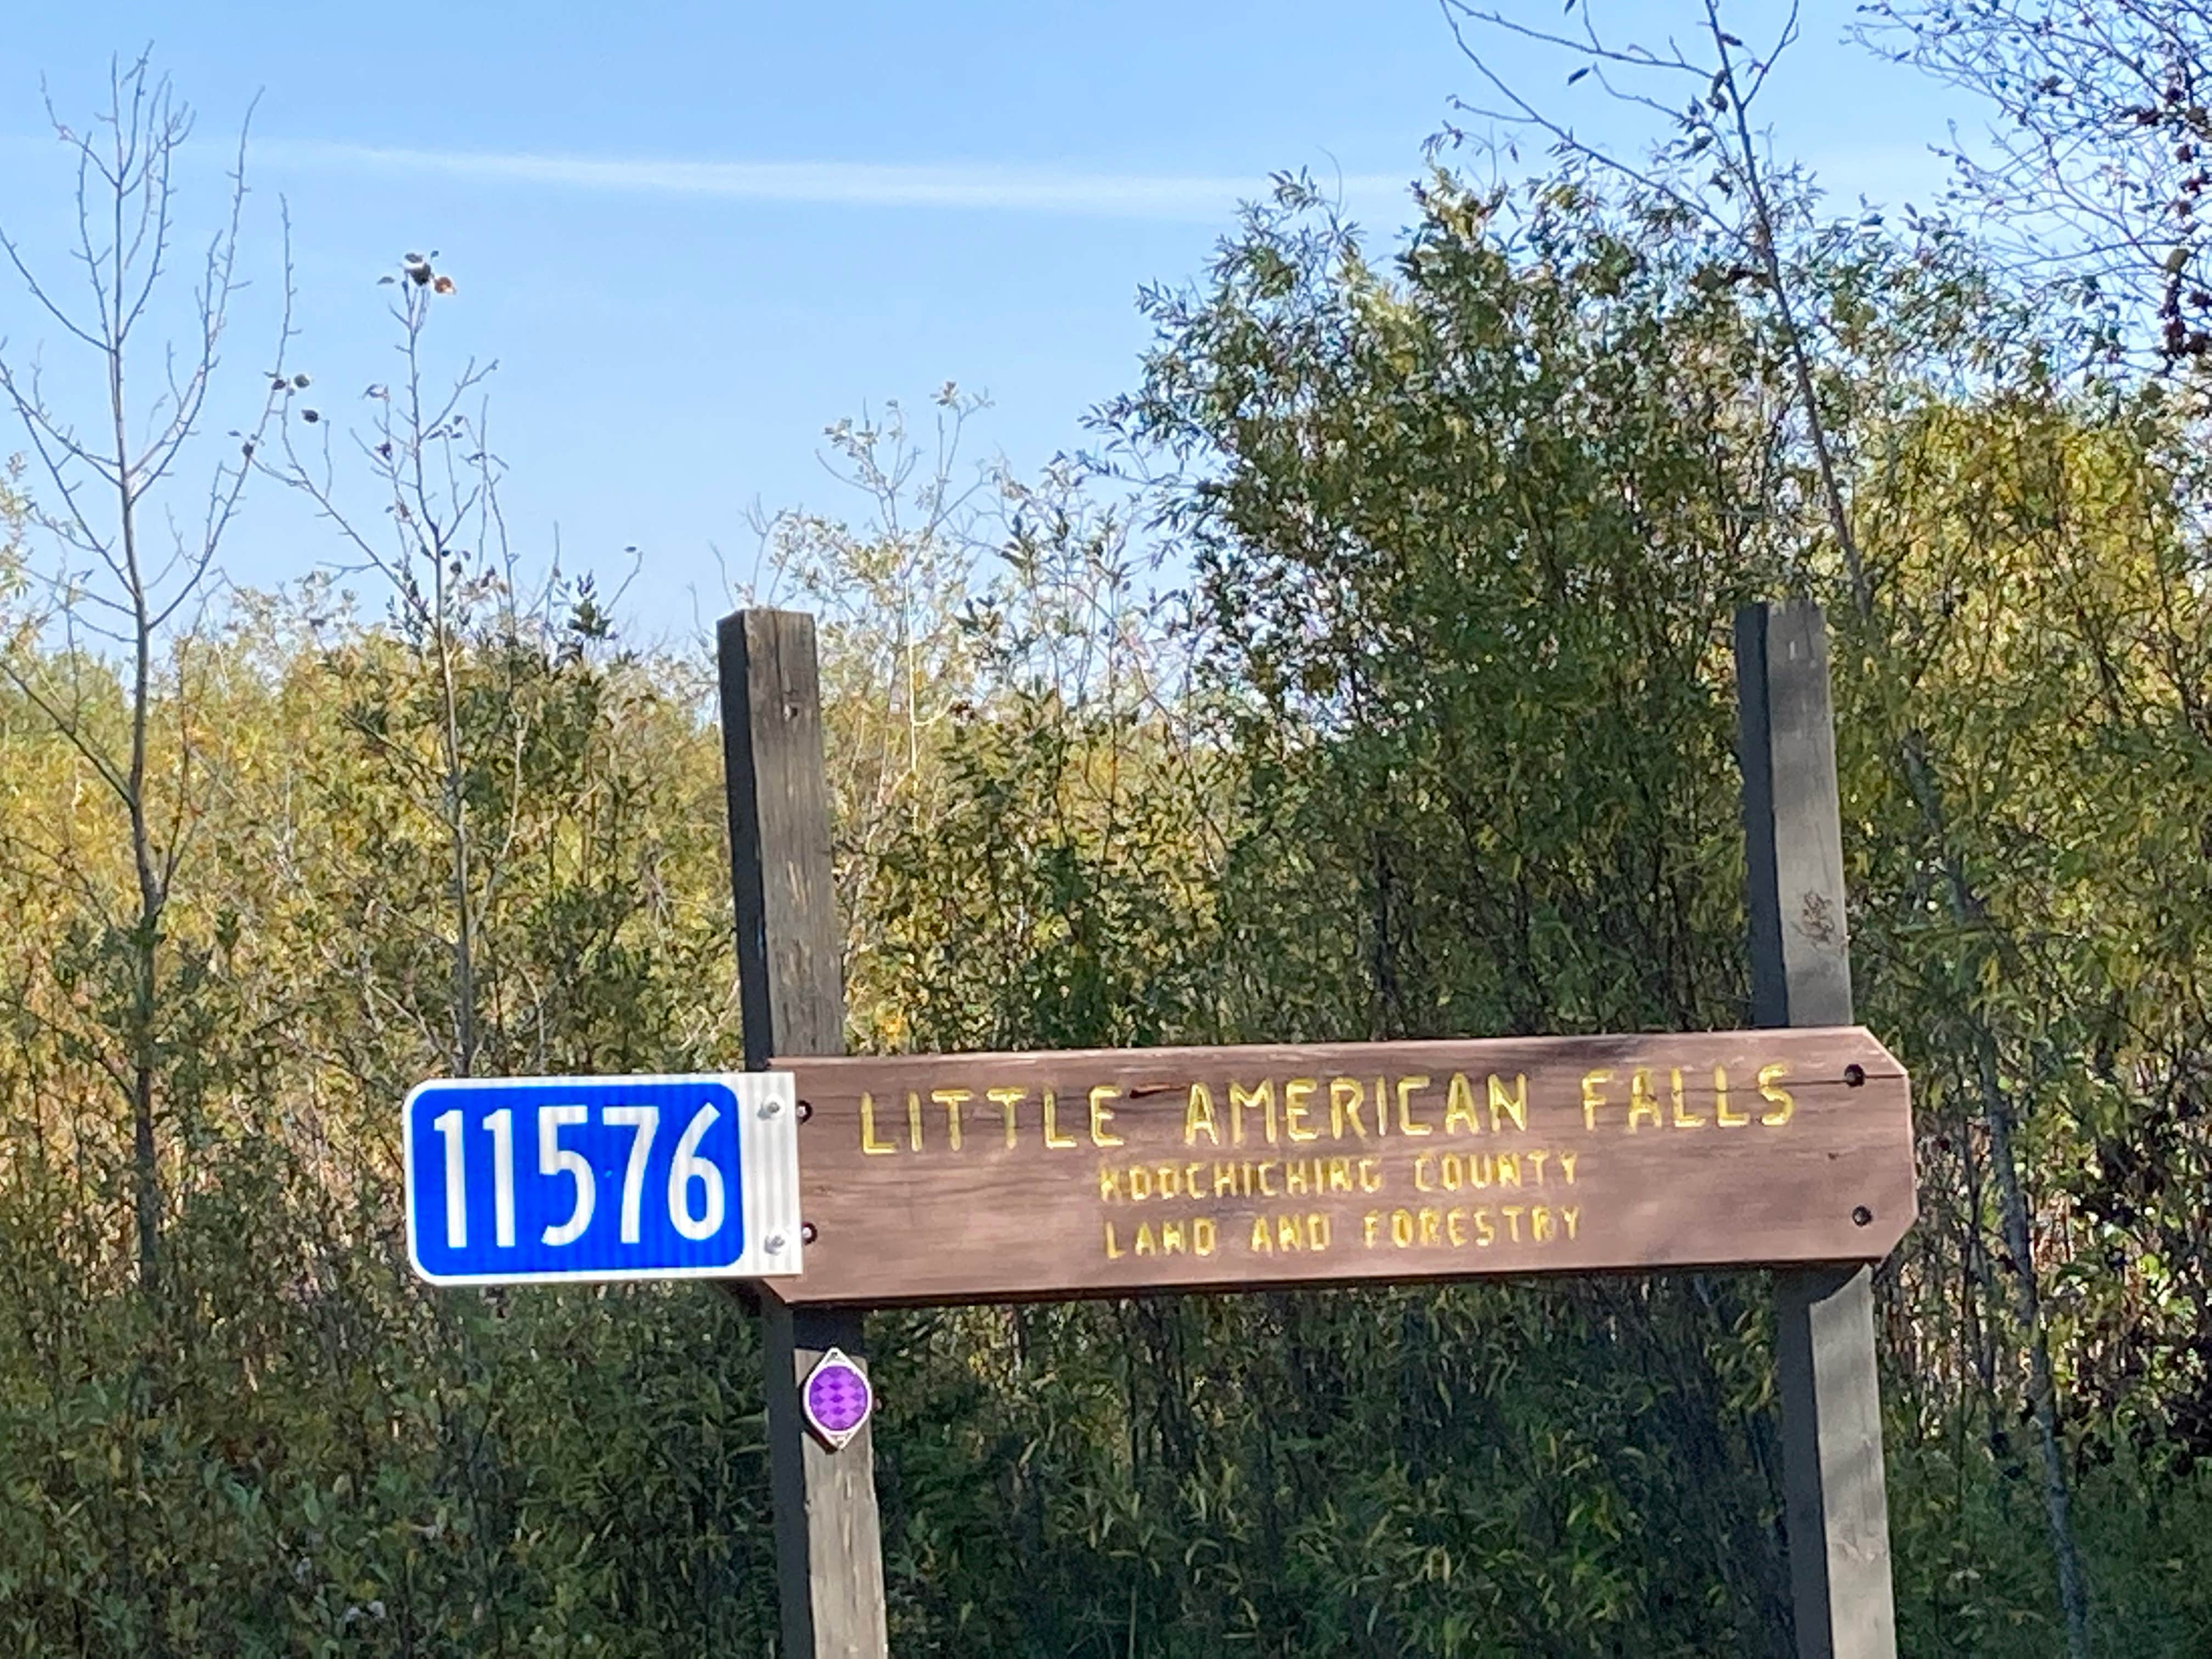 11576
LITTLE AMERICAN FALLS
KOOCHICHING COUNTY
LAND AND FORESTRY